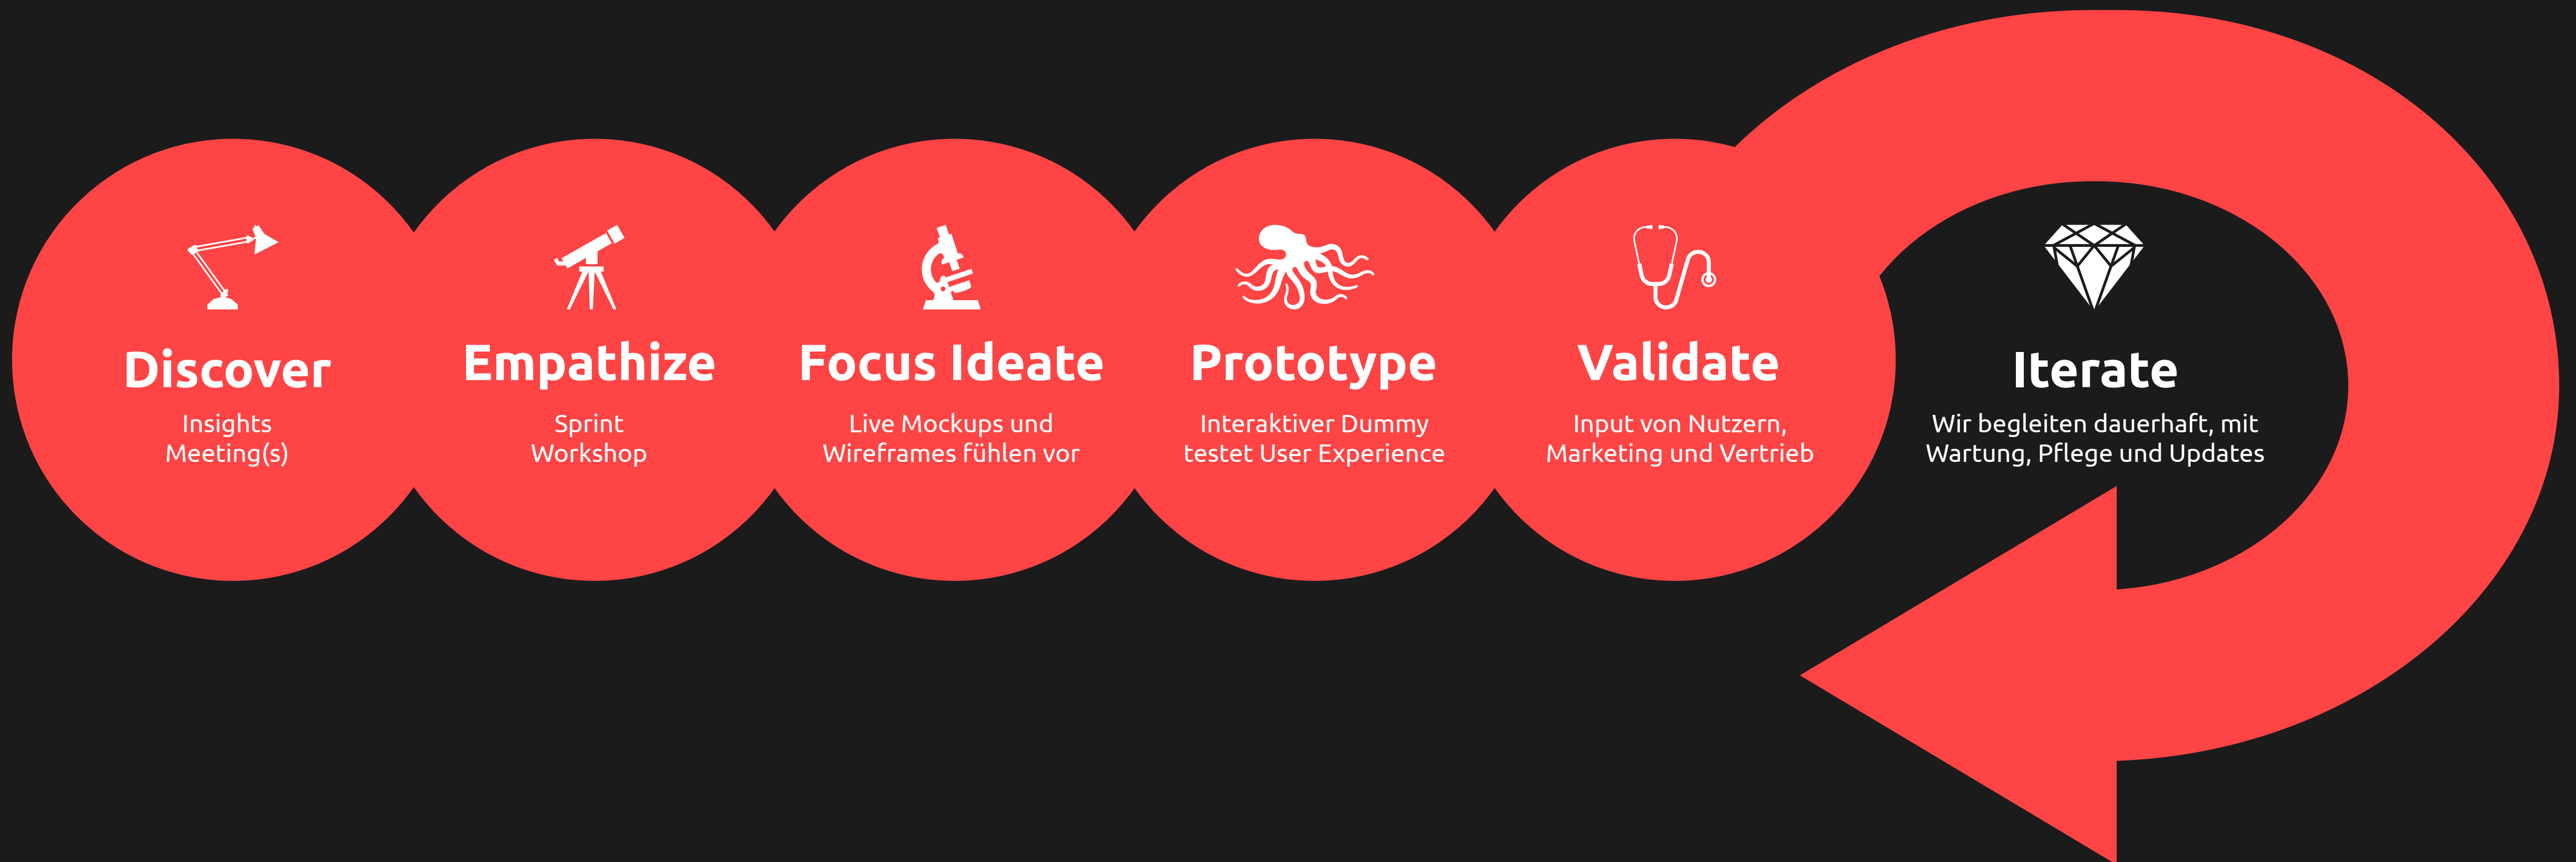 Discover
Insights
Meeting(s)
Empathize
Sprint
Workshop
Focus Ideate
Live Mockups und
Wireframes fühlen vor
Prototype
Interaktiver Dummy
testet User Experience
Validate
Input von Nutzern,
Marketing und Vertrieb
Iterate
Wir begleiten dauerhaft, mit
Wartung, Pflege und Updates